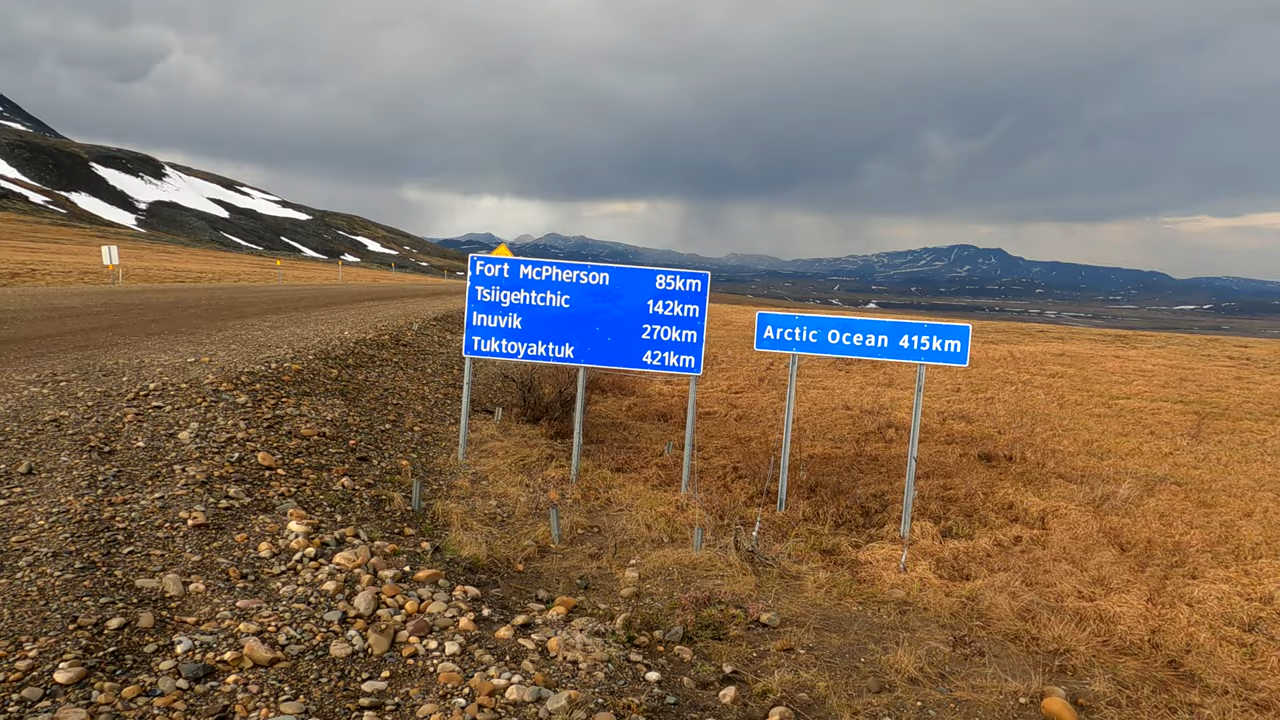 Fort McPherson 85km
Tsiigehtchic 142km
Inuvik 270km
Tuktoyaktuk 421km
Arctic Ocean 415km